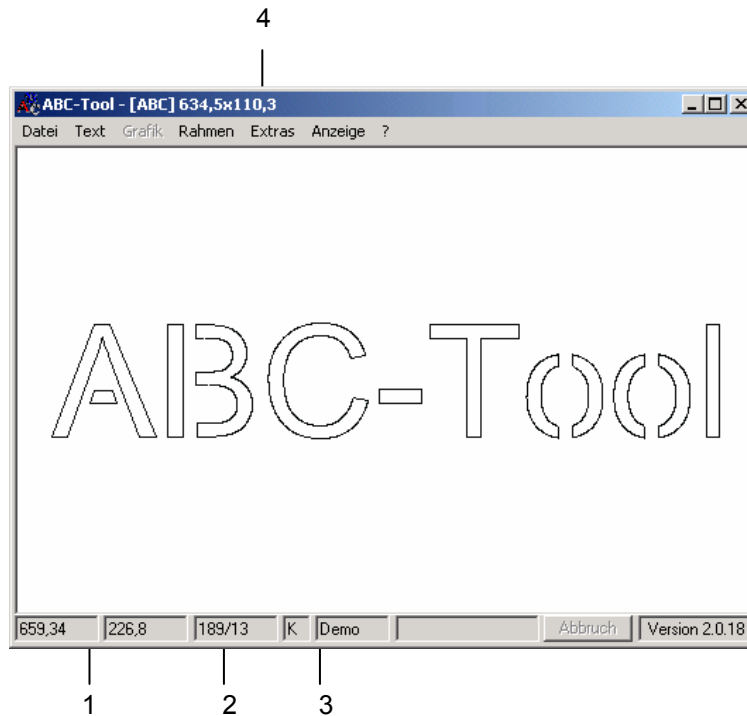 4
ABC-Tool - [ABC] 634,5x110,3
Datei Text Grafik Rahmen Extras Anzeige ?
ABC-Tool
659,34 226,8 189/13 K Demo Abbruch Version 2.0.18
1 2 3